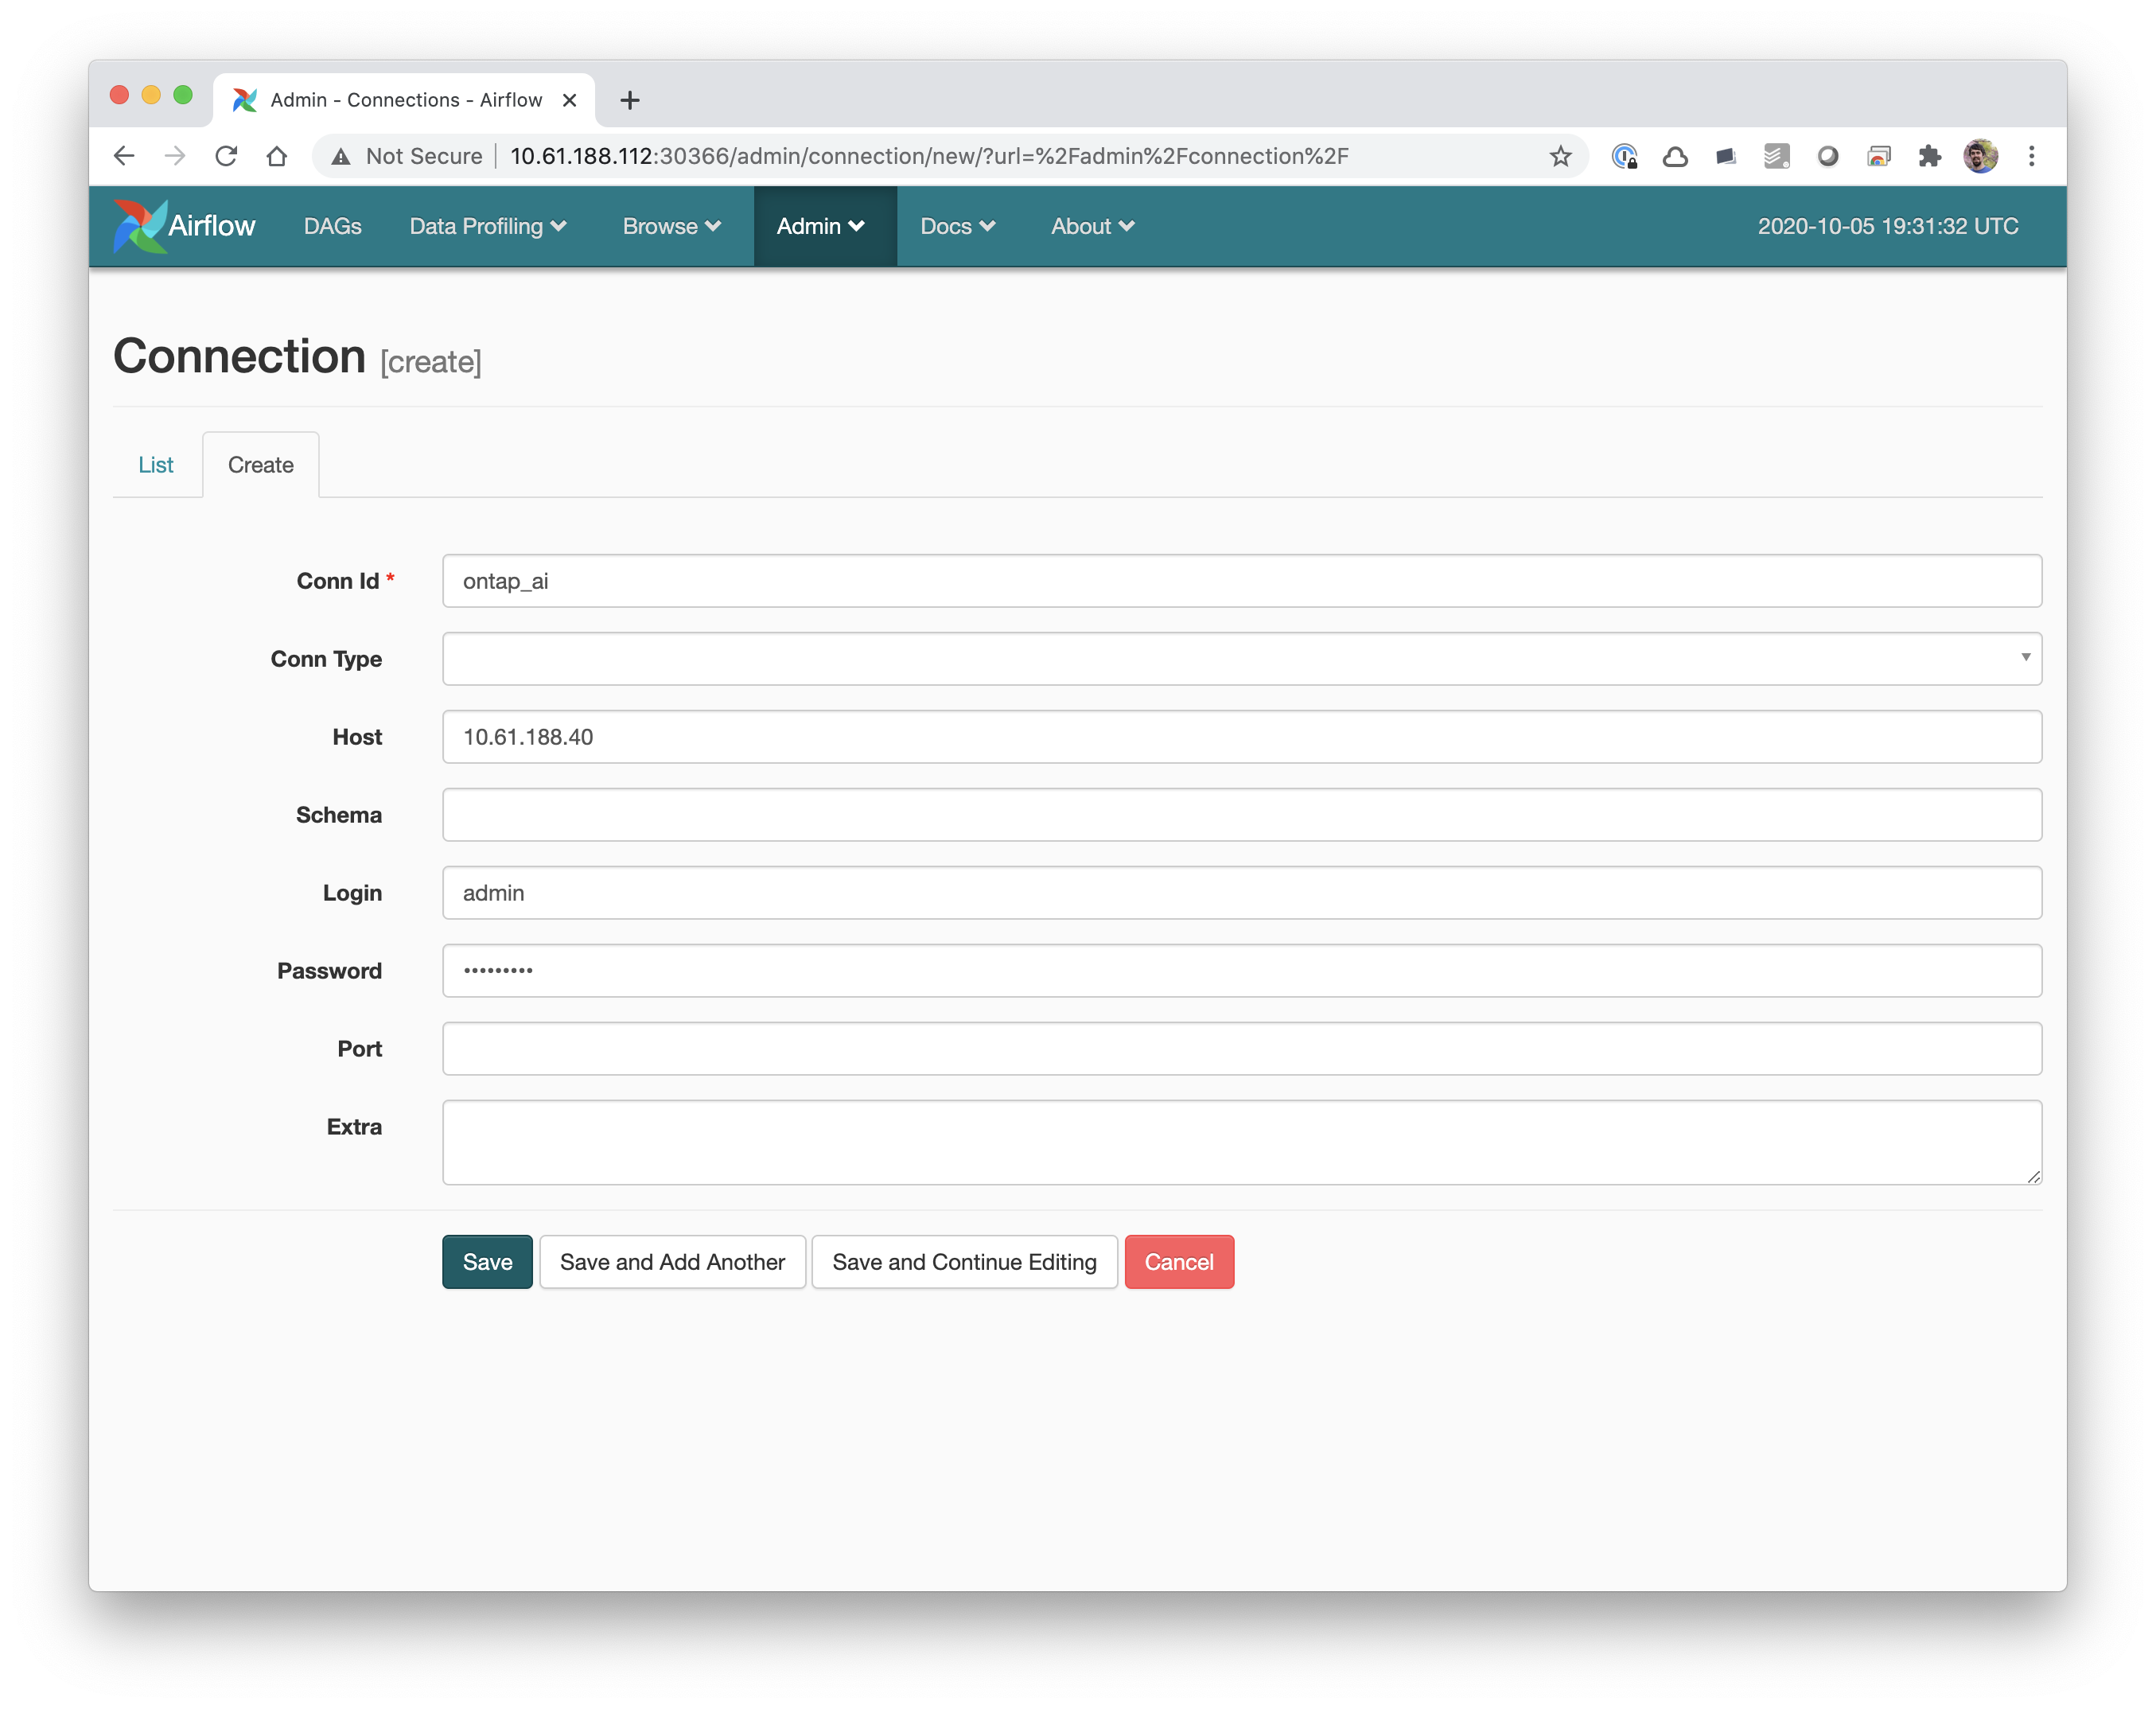 Admin - Connections - Airflow
Not Secure 10.61.188.112:30366/admin/connection/new/?url=%2Fadmin%2Fconnection%2F
Airflow DAGs Data Profiling Browse Admin Docs About 2020-10-05 19:31:32 UTC
Connection [create]
List Create
Conn Id * ontap_ai
Conn Type
Host 10.61.188.40
Schema
Login admin
Password •••••••••
Port
Extra
Save Save and Add Another Save and Continue Editing Cancel